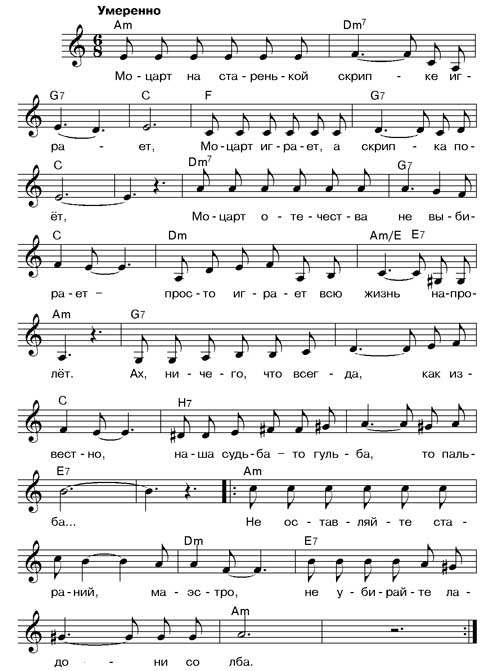 Умеренно
Am Dm7
6
8
Мо-царт на ста-рень-кой скрип - ке иг-
G7 C F G7
ра - ет, Мо-царт иг-ра-ет, а скрип-ка по-
C Dm7 G7
ёт, Мо-царт о-те-чест-ва не вы-би-
C Dm Am/E E7
ра-ет – прос-то иг-ра-ет всю жизнь на-про-
Am G7
лёт. Ах, ни-че-го, что всег-да, как из-
C H7
вест-но, на-ша судь-ба – то гуль-ба, то паль-
E7 Am
ба... Не ос-тав-ляй-те ста-
Dm E7
ра-ний, ма-эс-тро, не у-би-рай-те ла-
Am
до - ни со лба.